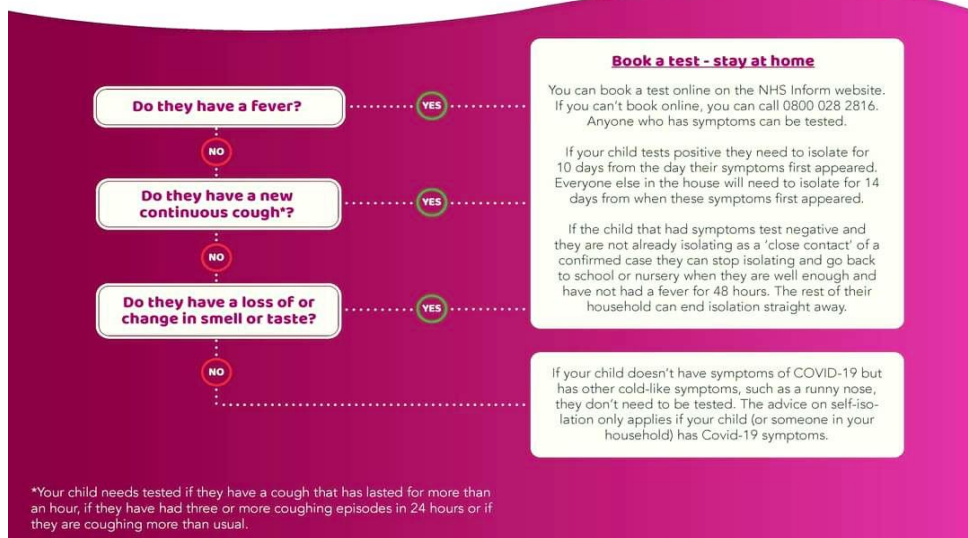 Do they have a fever?
YES
NO
Do they have a new
continuous cough*?
YES
NO
Do they have a loss of or
change in smell or taste?
YES
NO
Book a test - stay at home
You can book a test online on the NHS Inform website.
If you can't book online, you can call 0800 028 2816.
Anyone who has symptoms can be tested.
If your child tests positive they need to isolate for
10 days from the day their symptoms first appeared.
Everyone else in the house will need to isolate for 14
days from when these symptoms first appeared.
If the child that had symptoms test negative and
they are not already isolating as a ‘close contact’ of a
confirmed case they can stop isolating and go back
to school or nursery when they are well enough and
have not had a fever for 48 hours. The rest of their
household can end isolation straight away.
If your child doesn't have symptoms of COVID-19 but
has other cold-like symptoms, such as a runny nose,
they don't need to be tested. The advice on self-iso-
lation only applies if your child (or someone in your
household) has Covid-19 symptoms.
*Your child needs tested if they have a cough that has lasted for more than
an hour, if they have had three or more coughing episodes in 24 hours or if
they are coughing more than usual.